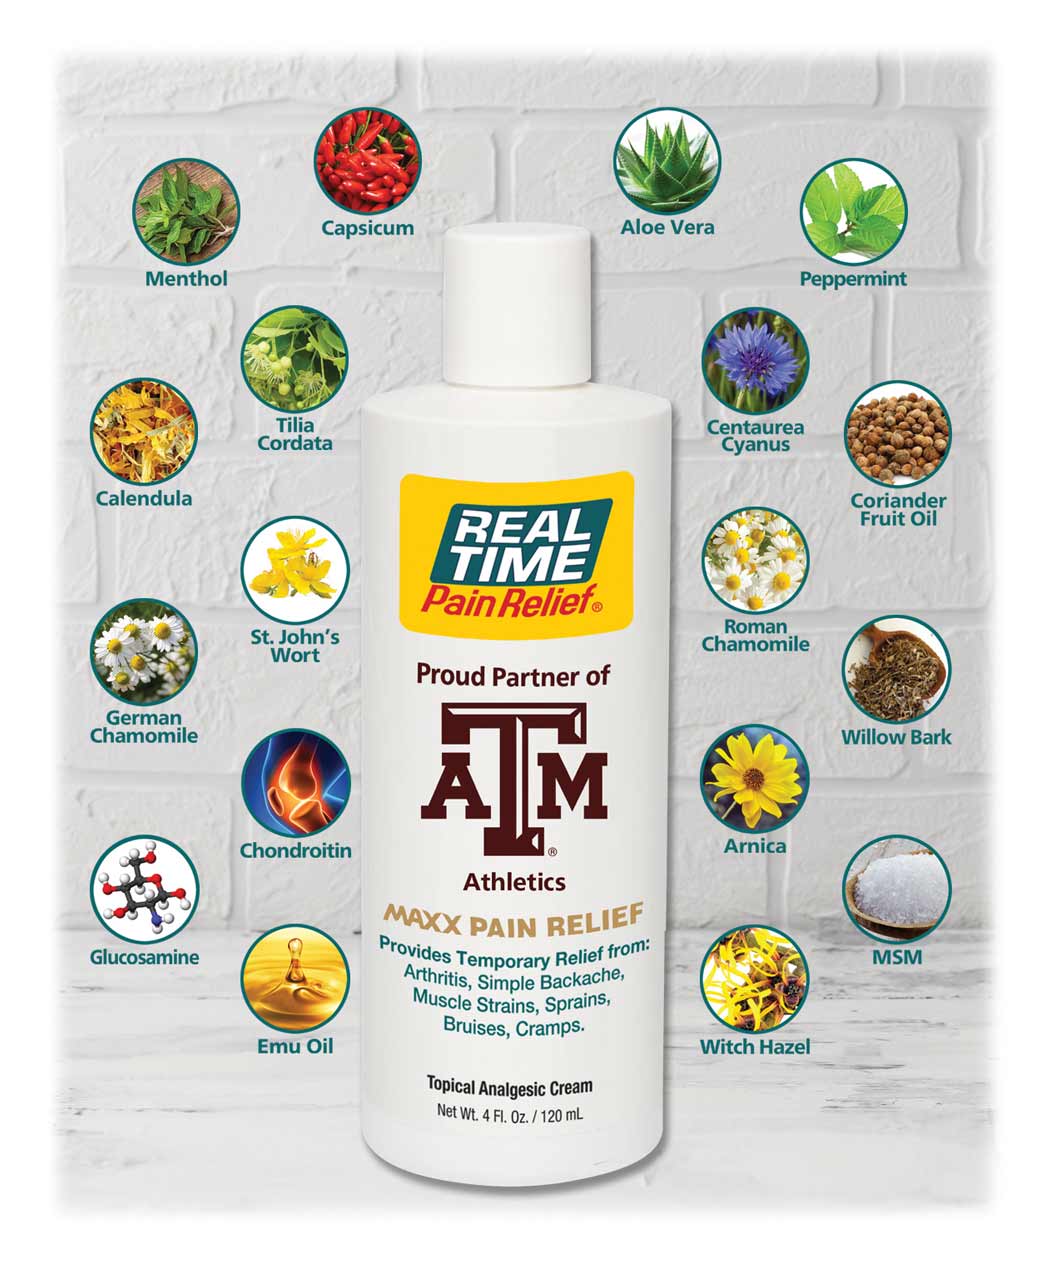 Capsicum
Aloe Vera
Menthol
Peppermint
Tilia
Cordata
Centaurea
Cyanus
Calendula
Coriander
Fruit Oil
REAL
TIME
Pain Relief®
St. John's
Wort
Roman
Chamomile
German
Chamomile
Willow Bark
Proud Partner of
ATM
®
Athletics
Chondroitin
Arnica
MAXX PAIN RELIEF
Provides Temporary Relief from:
Arthritis, Simple Backache,
Muscle Strains, Sprains,
Bruises, Cramps.
Glucosamine
MSM
Emu Oil
Witch Hazel
Topical Analgesic Cream
Net Wt. 4 Fl. Oz. / 120 mL